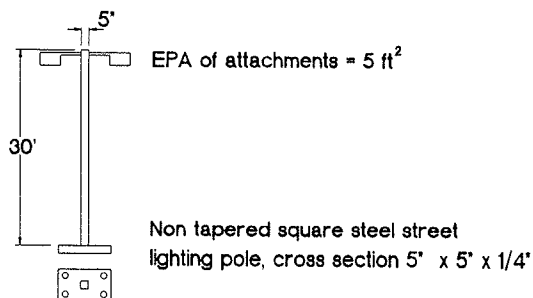 5"
EPA of attachments = 5 ft²
30'
Non tapered square steel street
lighting pole, cross section 5" x 5" x 1/4"